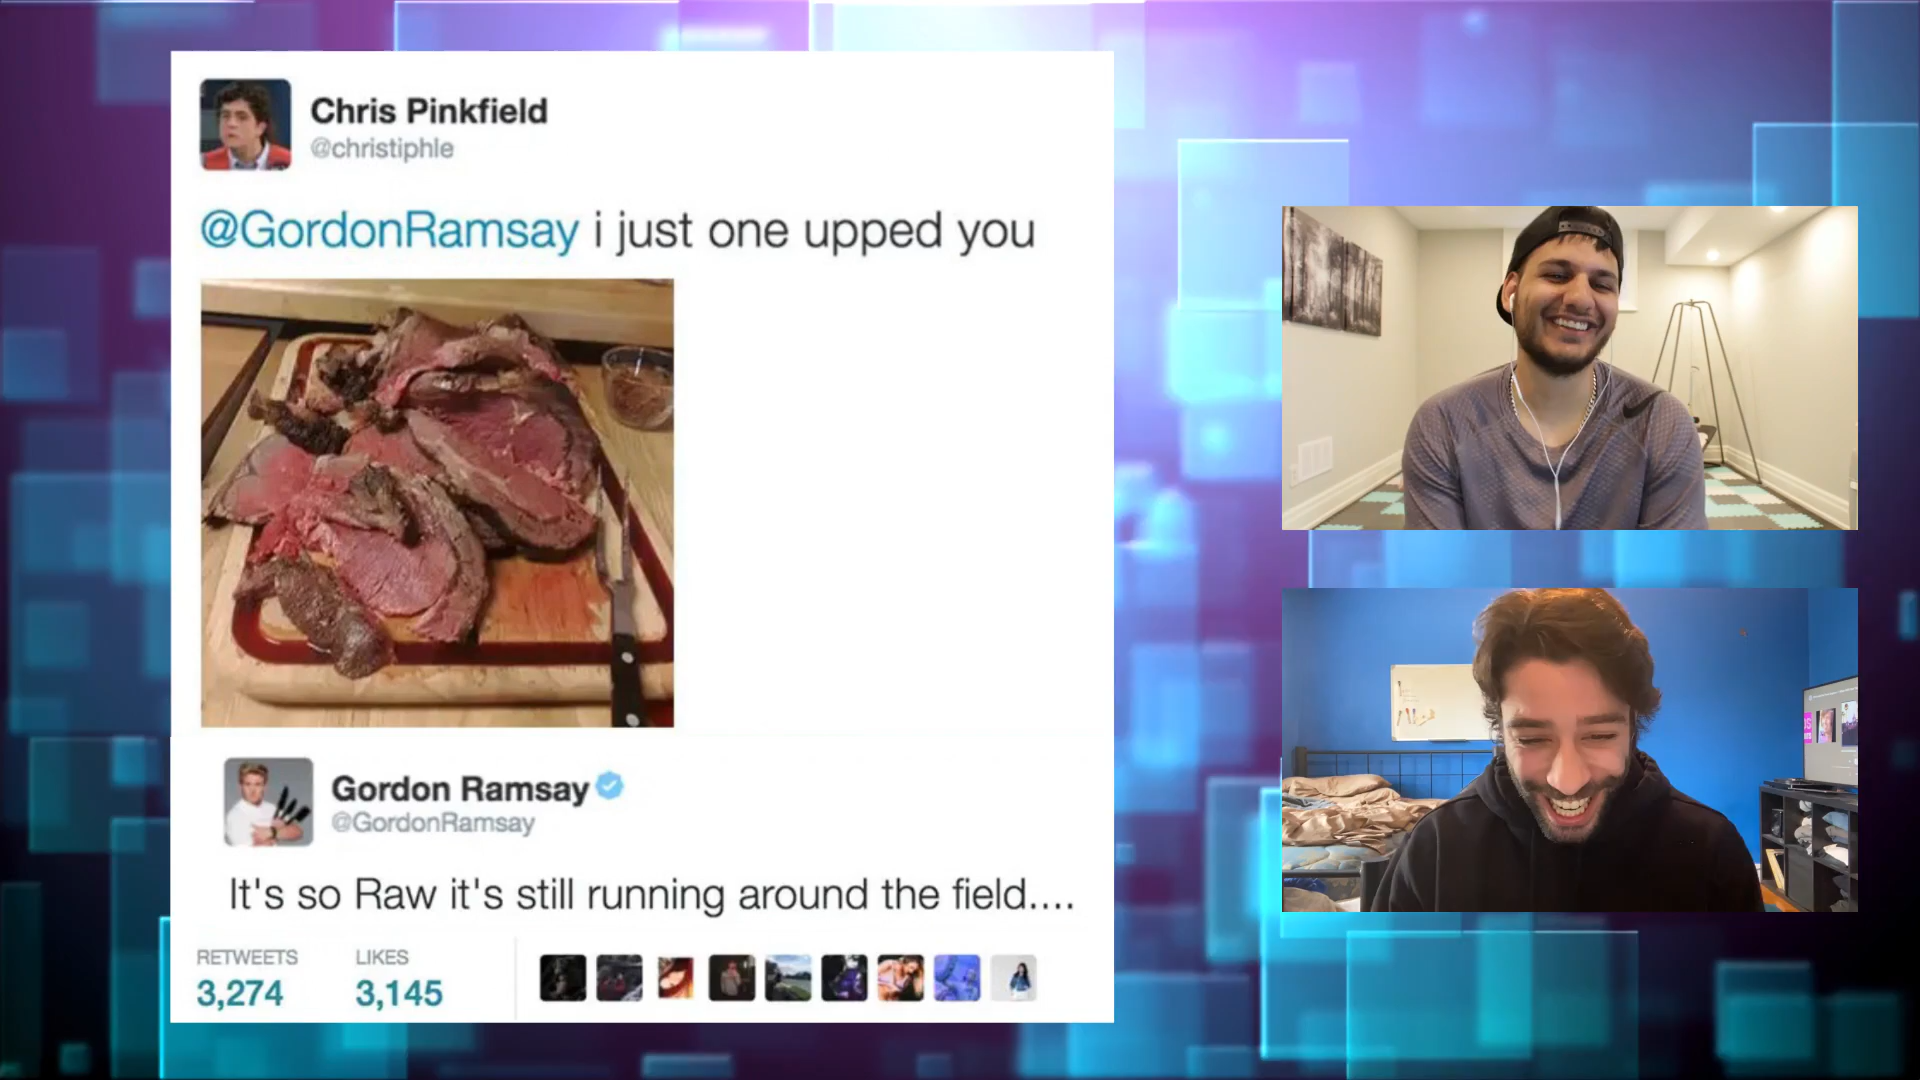 Chris Pinkfield
@christiphle
@GordonRamsay i just one upped you
Gordon Ramsay
@GordonRamsay
It's so Raw it's still running around the field....
RETWEETS LIKES
3,274 3,145